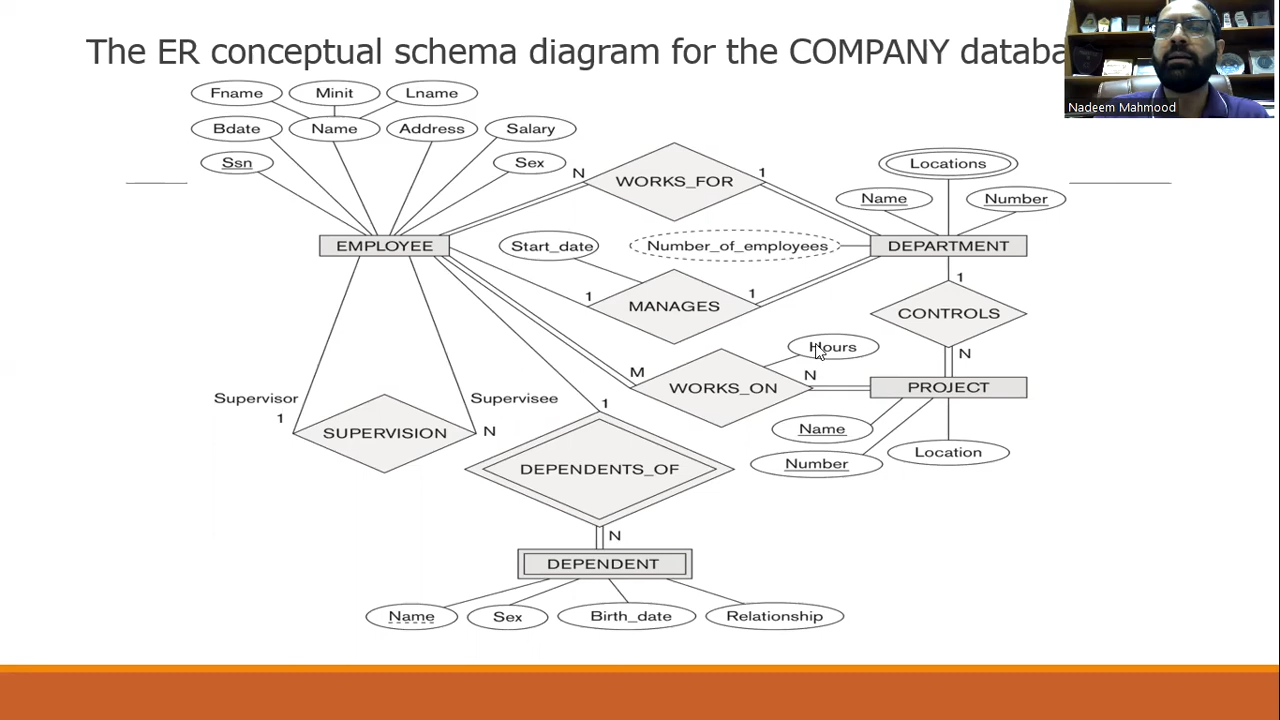 The ER conceptual schema diagram for the COMPANY databa
Nadeem Mahmood
Fname Minit Lname
Bdate Name Address Salary
Ssn Sex
N WORKS_FOR 1
Locations
Name Number
EMPLOYEE Start_date Number_of_employees DEPARTMENT
1 MANAGES 1
1
CONTROLS
N
Hours
M WORKS_ON N PROJECT
Supervisor Supervisee
1 SUPERVISION N
1
Name
Number Location
DEPENDENTS_OF
N
DEPENDENT
Name Sex Birth_date Relationship